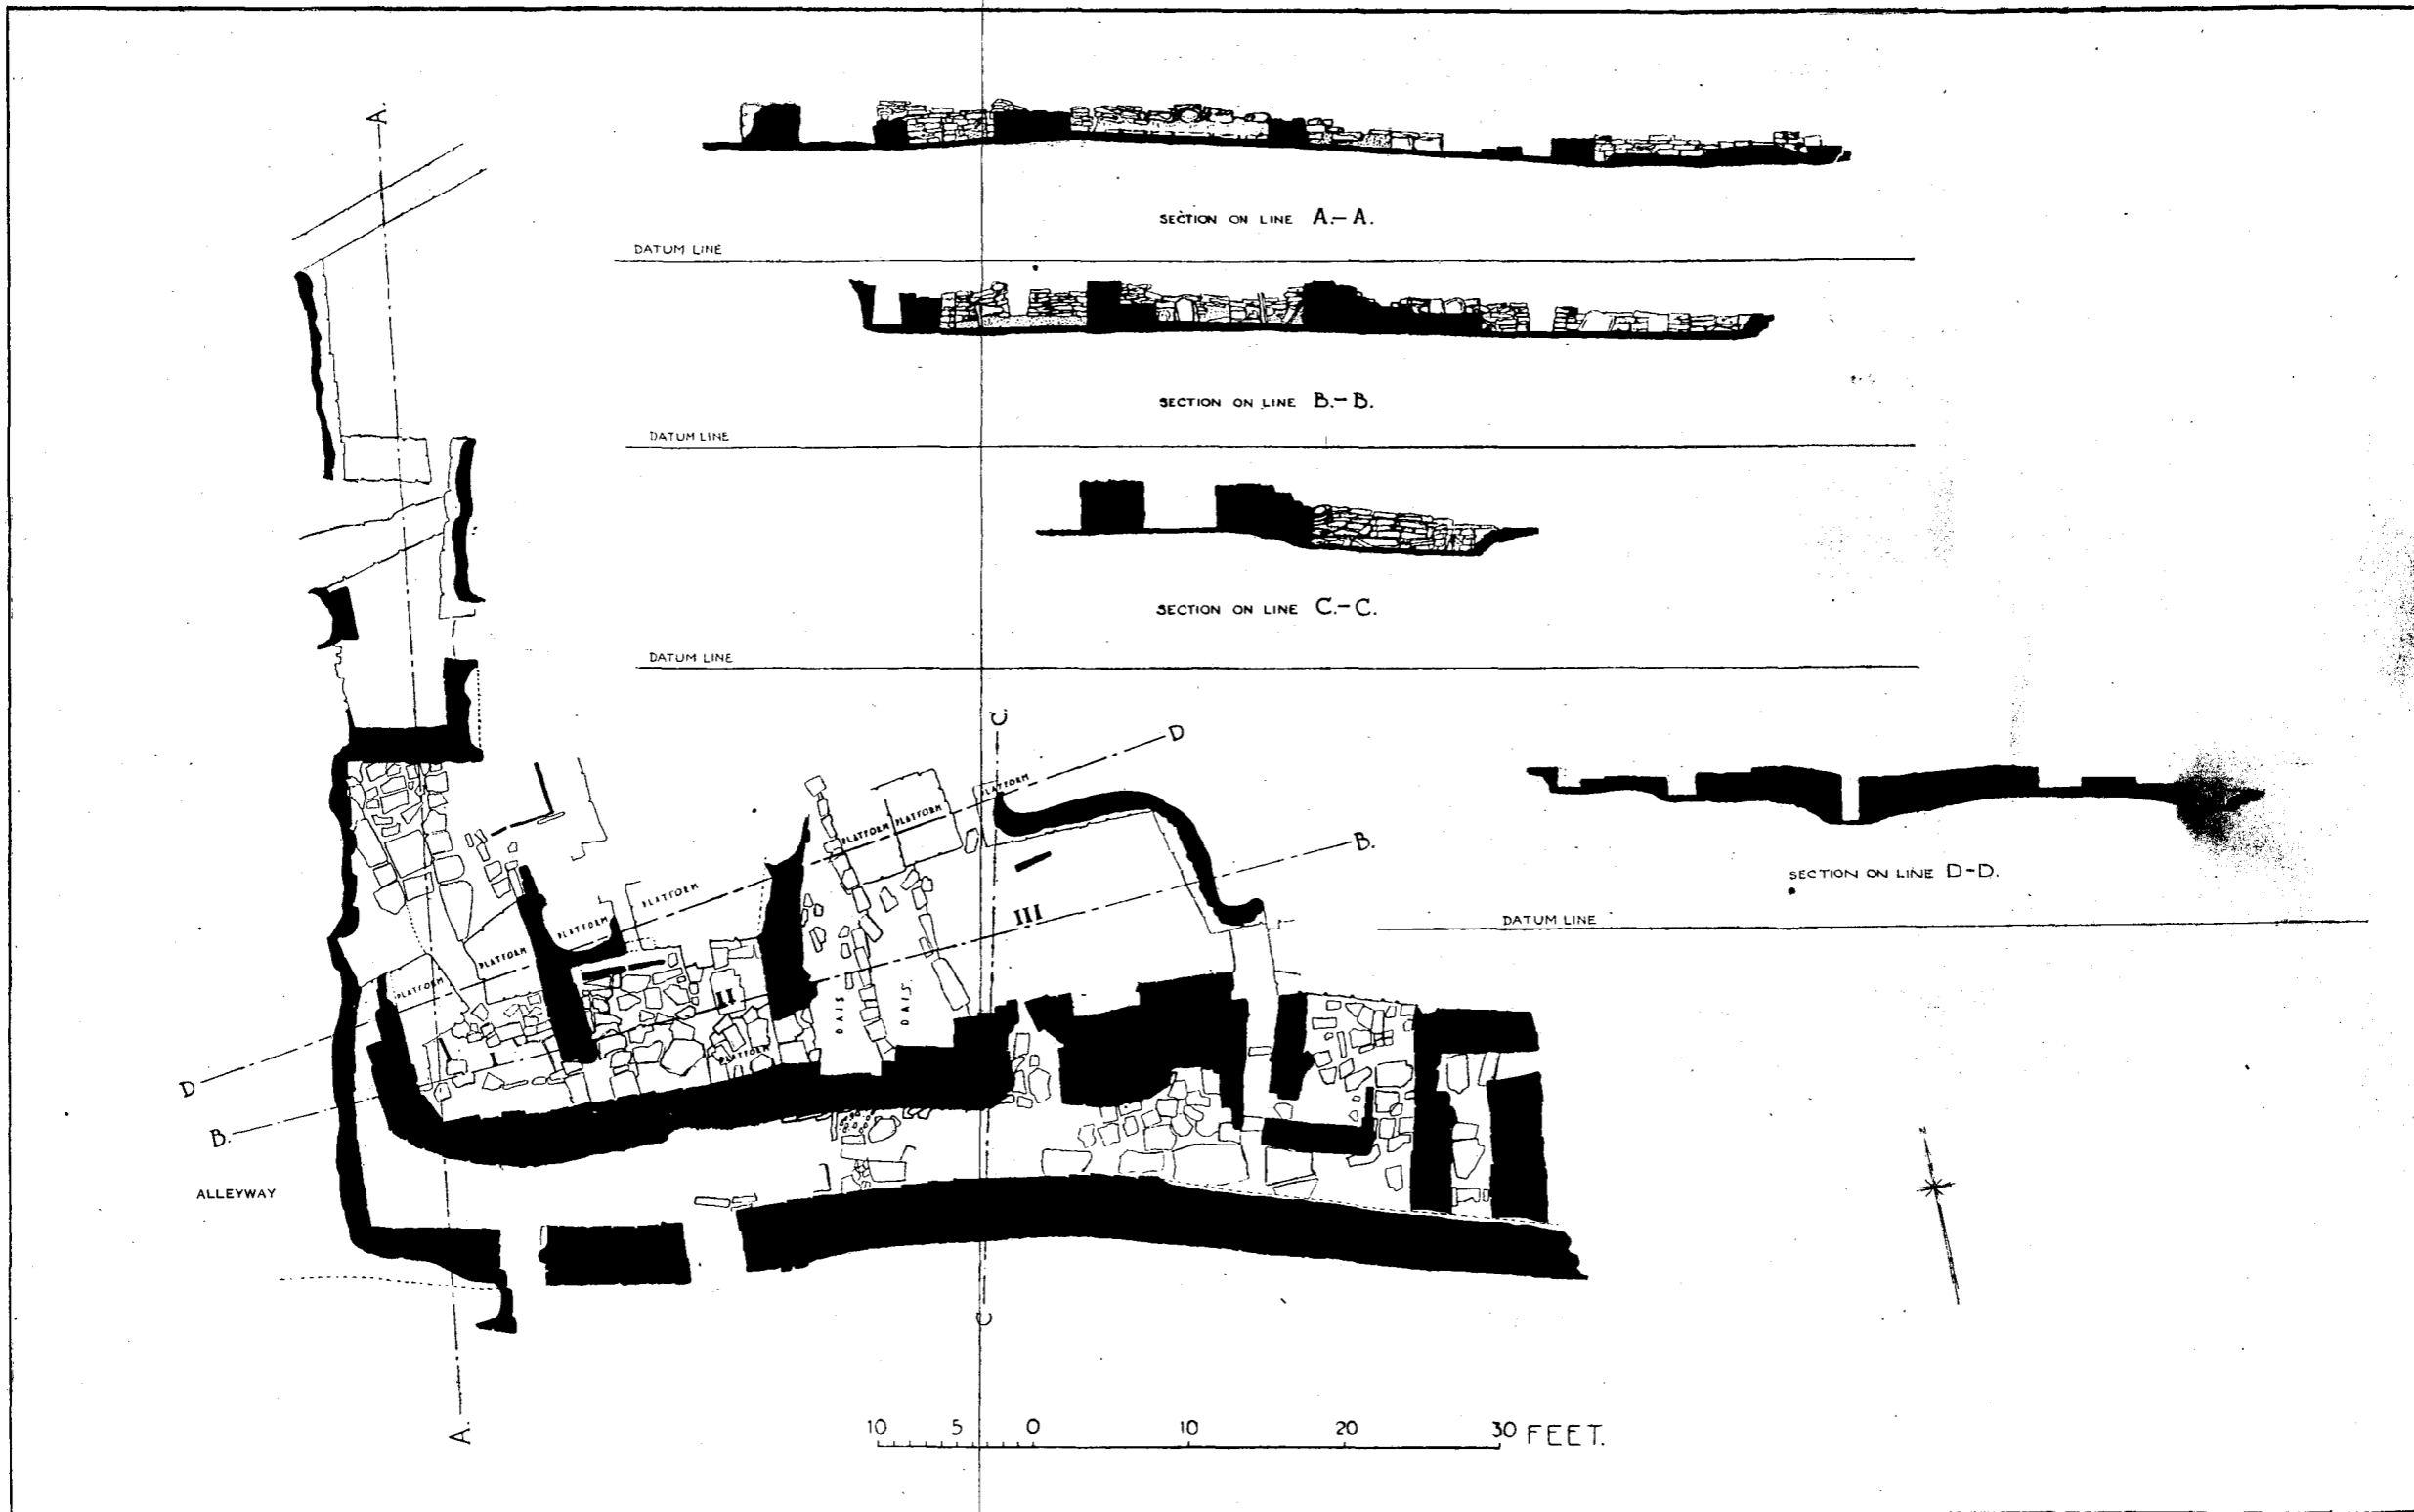 A.
SECTION ON LINE A.–A.
DATUM LINE
SECTION ON LINE B.–B.
DATUM LINE
SECTION ON LINE C.–C.
DATUM LINE
C.
D
PLATFORM
PLATFORM
PLATFORM
B.
SECTION ON LINE D–D.
DATUM LINE
PLATFORM
PLATFORM
PLATFORM
PLATFORM
III
II
I
DAIS
DAIS.
PLATFORM
D
B.
ALLEYWAY
N
C
A.
10 5 0 10 20 30 FEET.